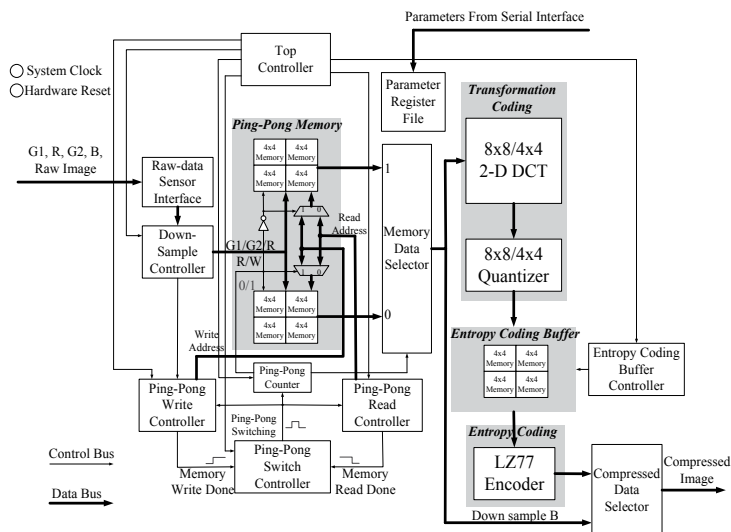 Parameters From Serial Interface
Top
Controller
System Clock
Hardware Reset
Parameter
Register
File
Transformation
Coding
Ping-Pong Memory
G1, R, G2, B,
Raw Image
Raw-data
Sensor
Interface
4x4
Memory
4x4
Memory
4x4
Memory
4x4
Memory
1
8x8/4x4
2-D DCT
Down-
Sample
Controller
1 0
Read
Address
Memory
Data
Selector
G1/G2/R
R/W
1 0
0/1
8x8/4x4
Quantizer
4x4
Memory
4x4
Memory
4x4
Memory
4x4
Memory
0
Write
Address
Entropy Coding Buffer
4x4
Memory
4x4
Memory
4x4
Memory
4x4
Memory
Entropy Coding
Buffer
Controller
Ping-Pong
Counter
Ping-Pong
Write
Controller
Ping-Pong
Read
Controller
Ping-Pong
Switching
Ping-Pong
Switch
Controller
Memory
Write Done
Memory
Read Done
Entropy Coding
LZ77
Encoder
Control Bus
Data Bus
Compressed
Data
Selector
Compressed
Image
Down sample B